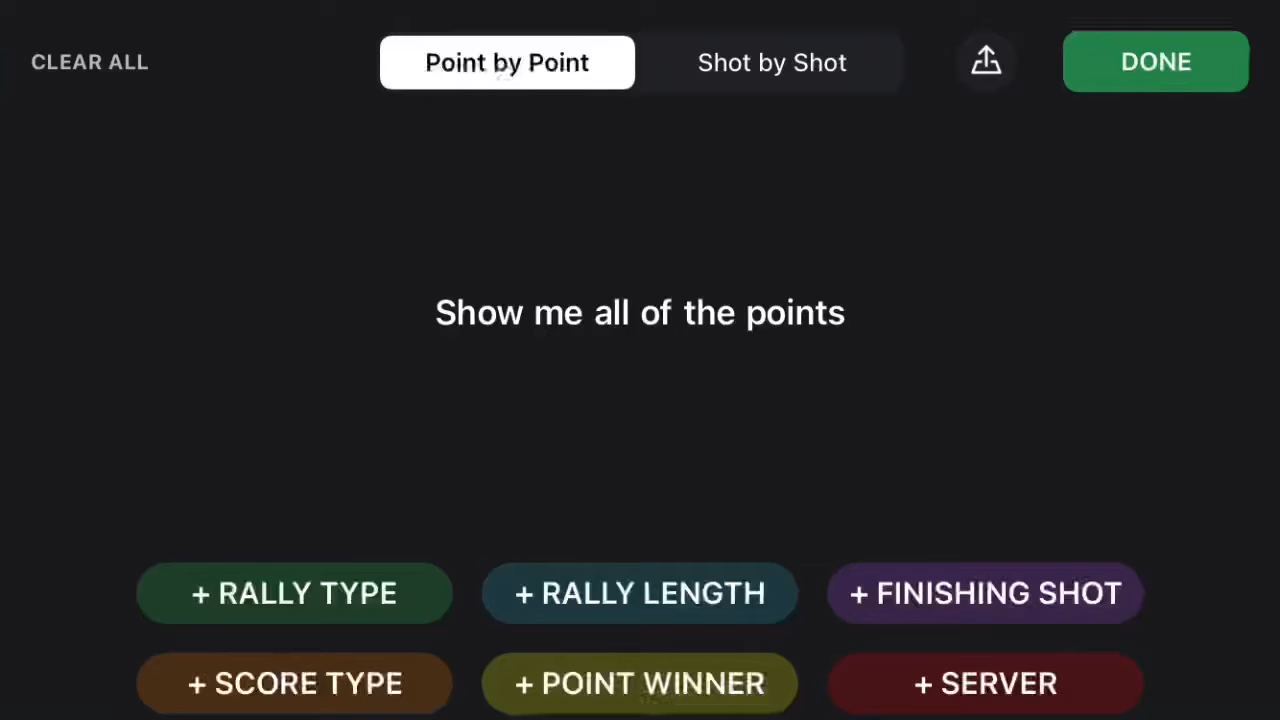 CLEAR ALL
Point by Point
Shot by Shot
DONE
Show me all of the points
+ RALLY TYPE
+ RALLY LENGTH
+ FINISHING SHOT
+ SCORE TYPE
+ POINT WINNER
+ SERVER